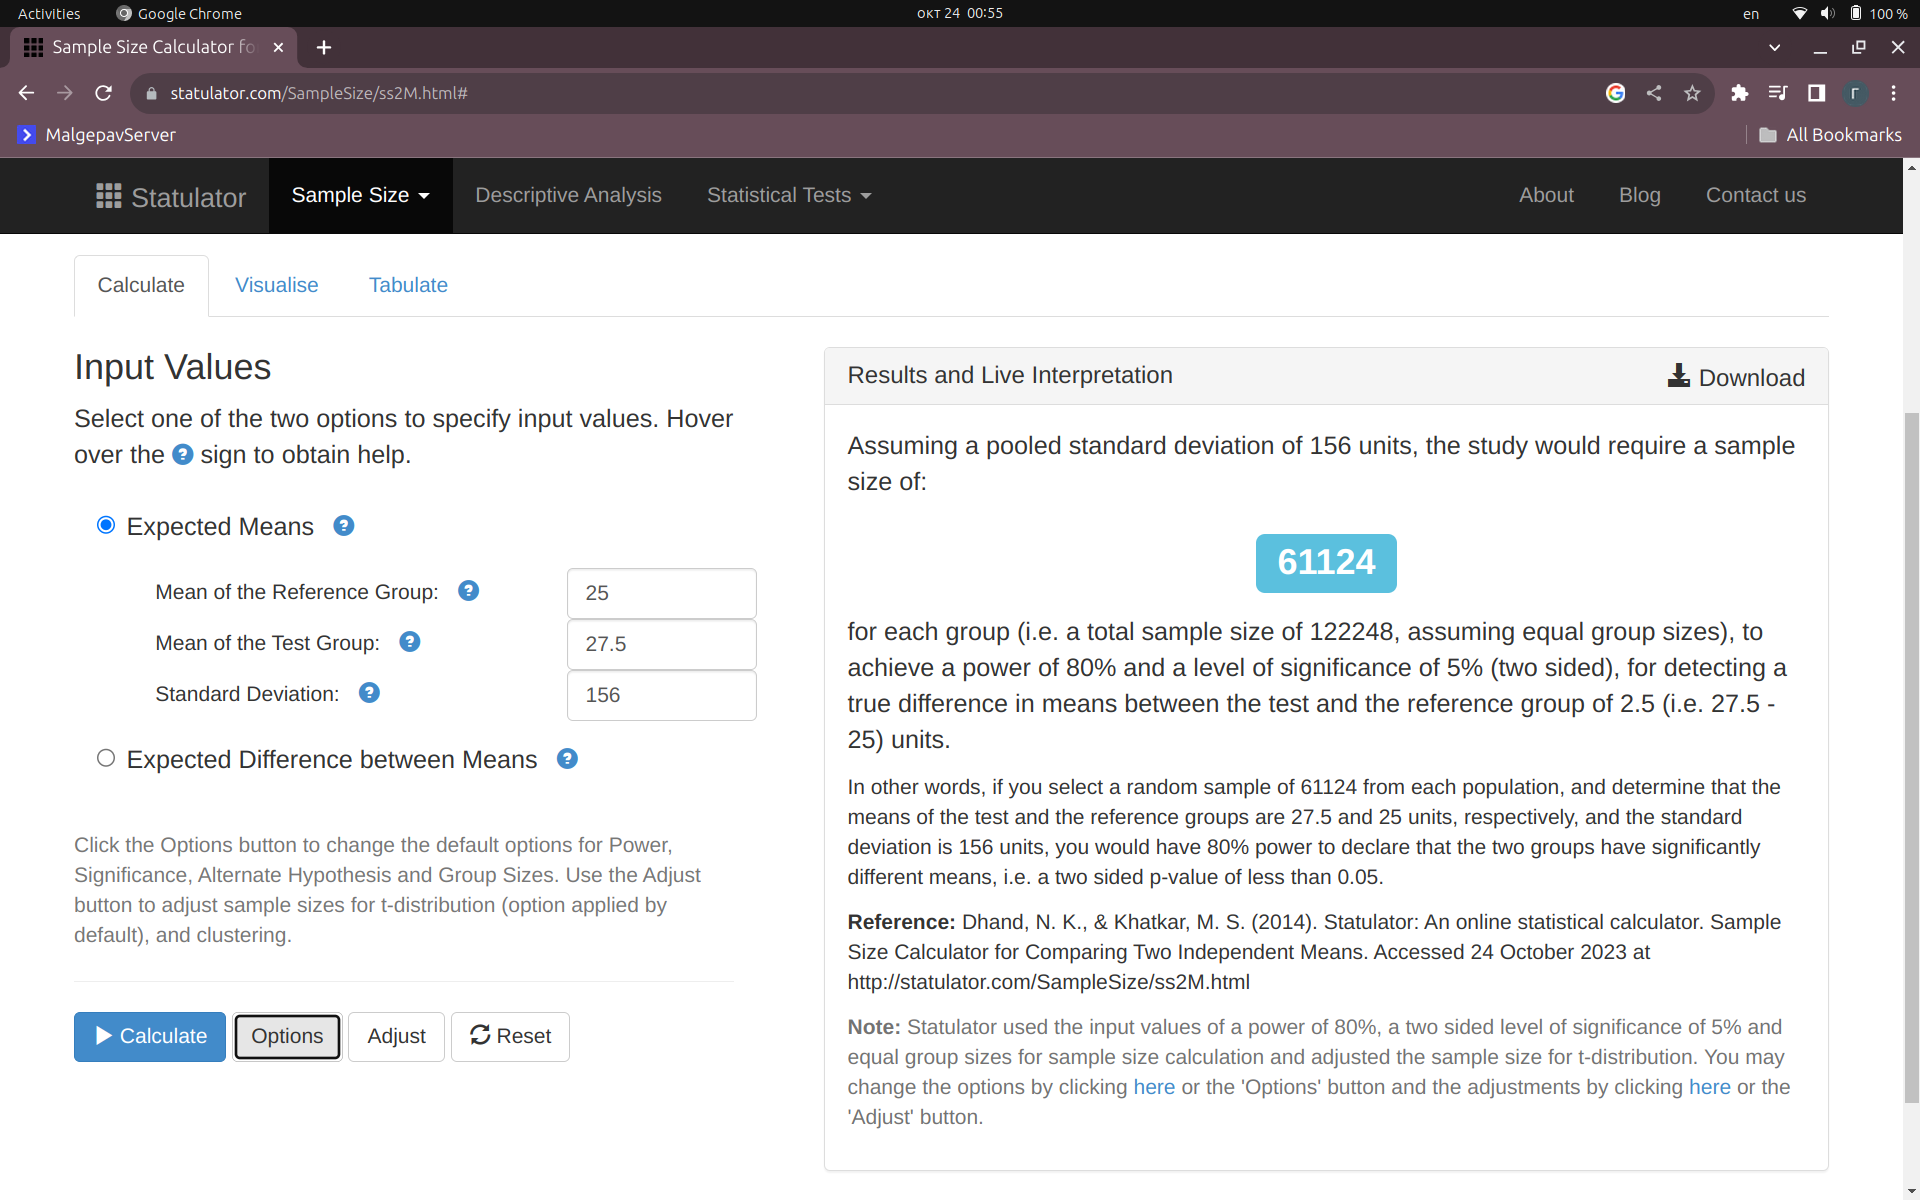 Activities Google Chrome окт 24 00:55 en 100 %
Sample Size Calculator fo
statulator.com/SampleSize/ss2M.html# г
MalgepavServer All Bookmarks
Statulator Sample Size Descriptive Analysis Statistical Tests About Blog Contact us
Calculate Visualise Tabulate
Input Values
Select one of the two options to specify input values. Hover
over the ? sign to obtain help.
Expected Means ?
Mean of the Reference Group: ? 25
Mean of the Test Group: ? 27.5
Standard Deviation: ? 156
Expected Difference between Means ?
Click the Options button to change the default options for Power,
Significance, Alternate Hypothesis and Group Sizes. Use the Adjust
button to adjust sample sizes for t-distribution (option applied by
default), and clustering.
Calculate Options Adjust Reset
Results and Live Interpretation Download
Assuming a pooled standard deviation of 156 units, the study would require a sample
size of:
61124
for each group (i.e. a total sample size of 122248, assuming equal group sizes), to
achieve a power of 80% and a level of significance of 5% (two sided), for detecting a
true difference in means between the test and the reference group of 2.5 (i.e. 27.5 -
25) units.
In other words, if you select a random sample of 61124 from each population, and determine that the
means of the test and the reference groups are 27.5 and 25 units, respectively, and the standard
deviation is 156 units, you would have 80% power to declare that the two groups have significantly
different means, i.e. a two sided p-value of less than 0.05.
Reference: Dhand, N. K., & Khatkar, M. S. (2014). Statulator: An online statistical calculator. Sample
Size Calculator for Comparing Two Independent Means. Accessed 24 October 2023 at
http://statulator.com/SampleSize/ss2M.html
Note: Statulator used the input values of a power of 80%, a two sided level of significance of 5% and
equal group sizes for sample size calculation and adjusted the sample size for t-distribution. You may
change the options by clicking here or the 'Options' button and the adjustments by clicking here or the
'Adjust' button.